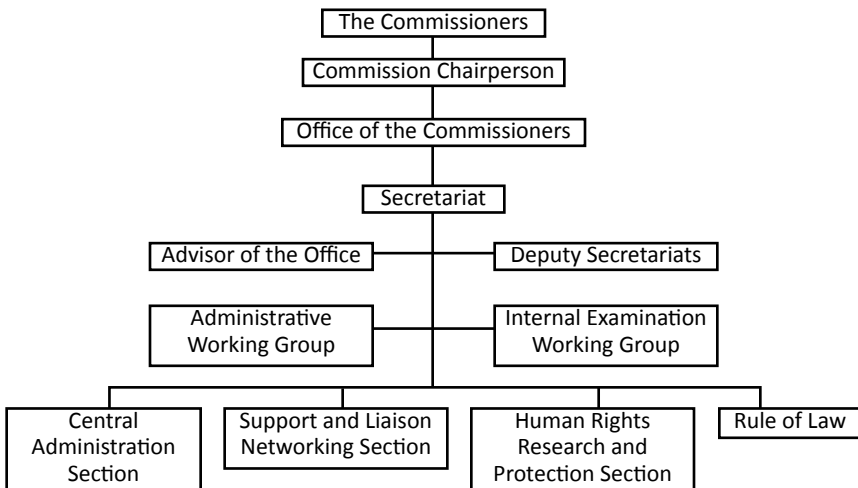 The Commissioners
Commission Chairperson
Office of the Commissioners
Secretariat
Advisor of the Office
Deputy Secretariats
Administrative
Working Group
Internal Examination
Working Group
Central
Administration
Section
Support and Liaison
Networking Section
Human Rights
Research and
Protection Section
Rule of Law